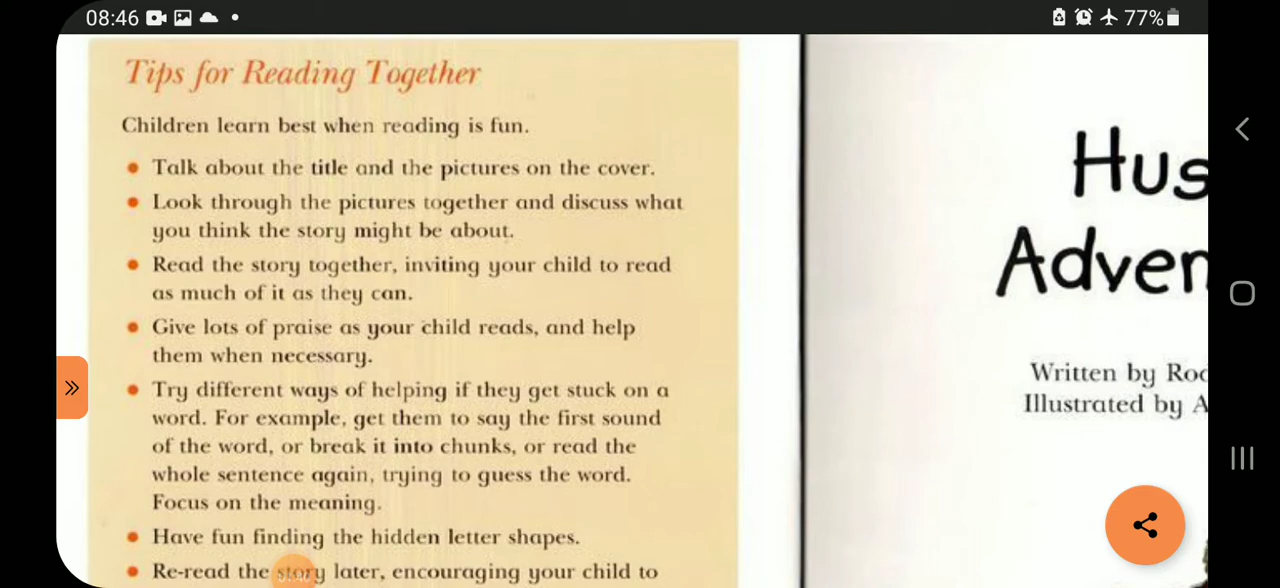 08:46
77%
Tips for Reading Together
Children learn best when reading is fun.
• Talk about the title and the pictures on the cover.
• Look through the pictures together and discuss what
you think the story might be about.
• Read the story together, inviting your child to read
as much of it as they can.
• Give lots of praise as your child reads, and help
them when necessary.
• Try different ways of helping if they get stuck on a
word. For example, get them to say the first sound
of the word, or break it into chunks, or read the
whole sentence again, trying to guess the word.
Focus on the meaning.
• Have fun finding the hidden letter shapes.
• Re-read the story later, encouraging your child to
Hus
Adven
Written by Rod
Illustrated by A